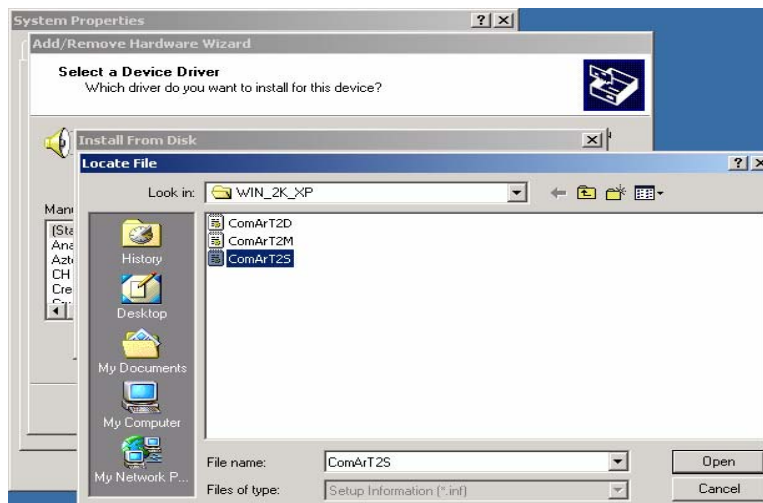 System Properties
Add/Remove Hardware Wizard
Select a Device Driver
Which driver do you want to install for this device?
Install From Disk
Locate File
Look in: WIN_2K_XP
Manu
(Sta
Ana
Azte
CH
Cre
History
Desktop
My Documents
My Computer
My Network P...
ComArT2D
ComArT2M
ComArT2S
File name: ComArT2S Open
Files of type: Setup Information (*.inf) Cancel